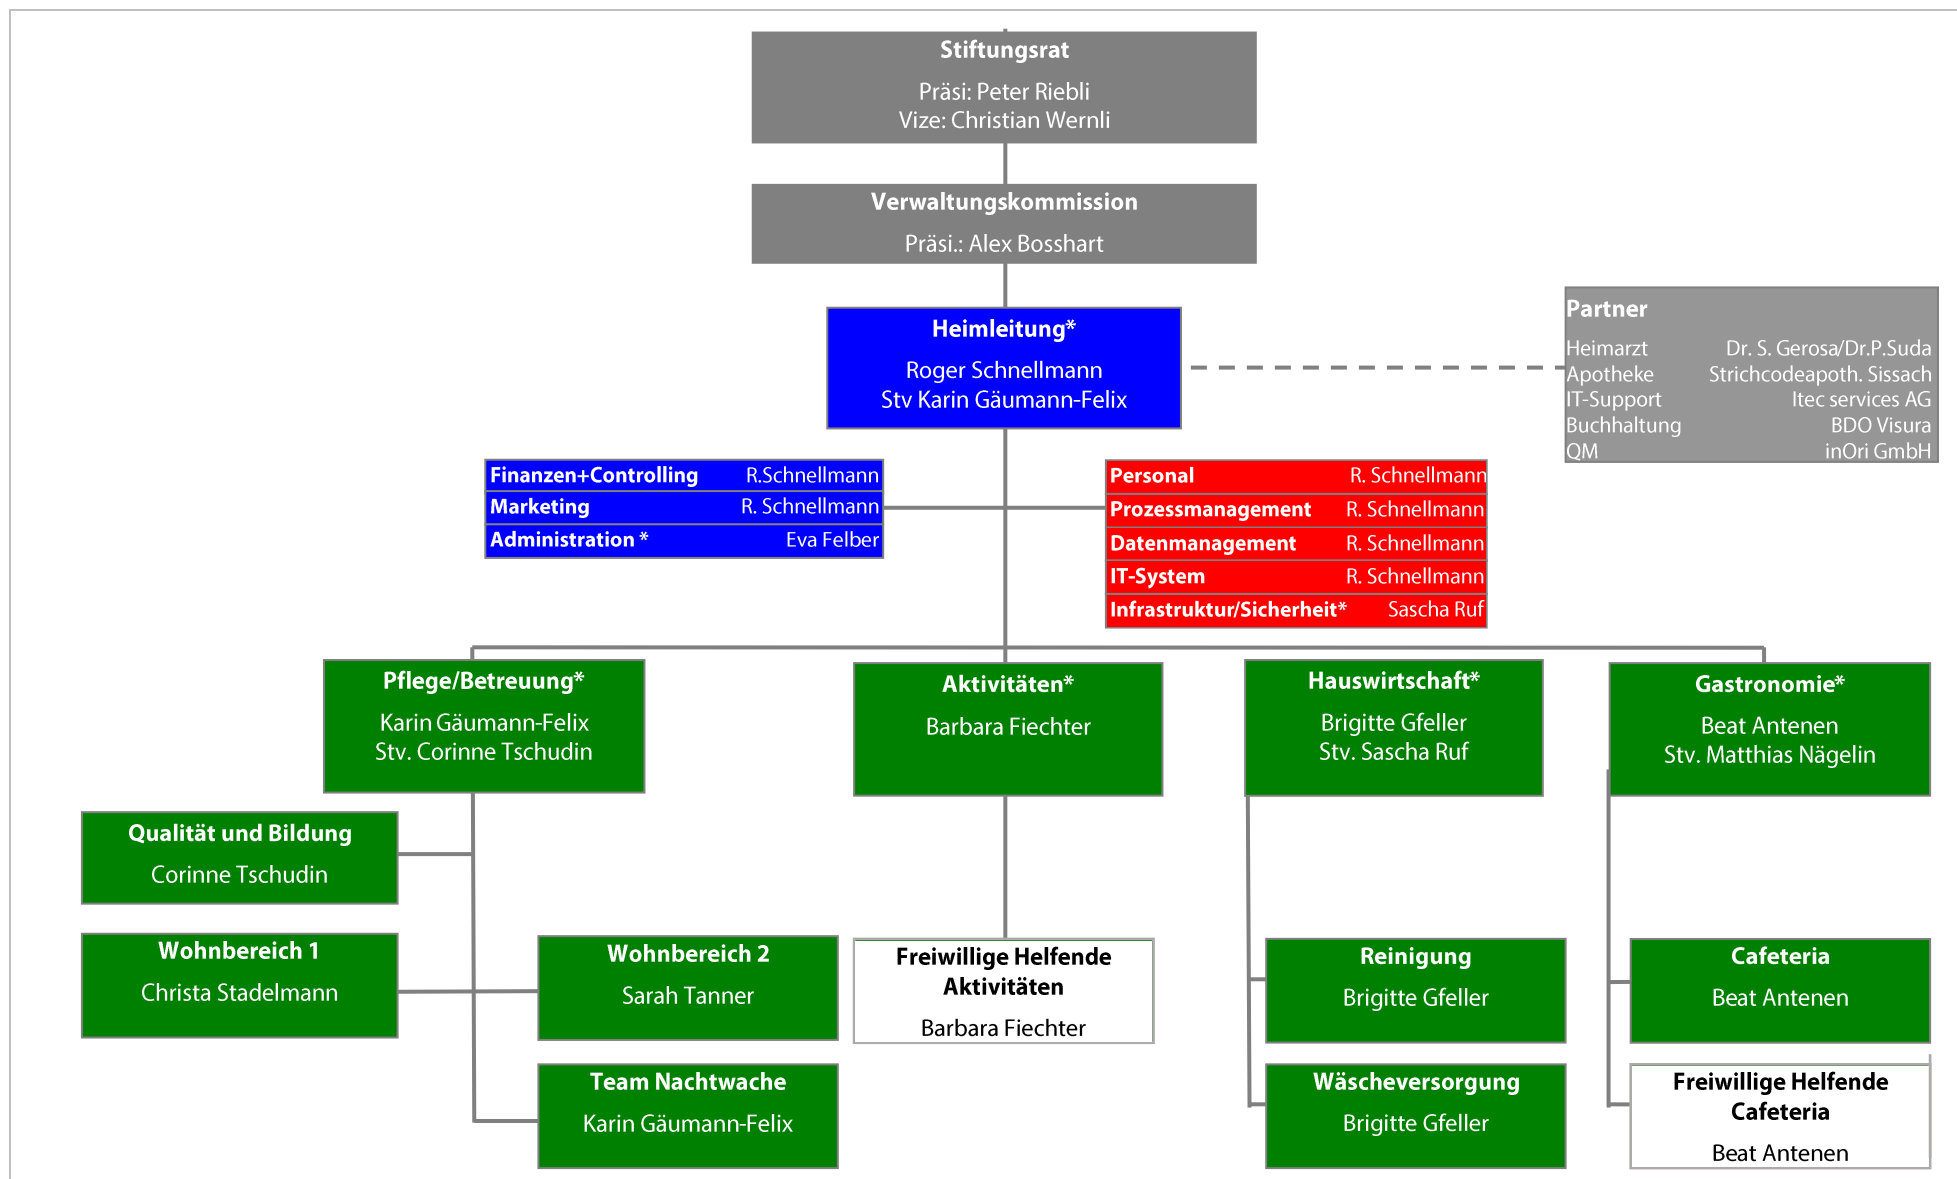 Stiftungsrat
Präsi: Peter Riebli
Vize: Christian Wernli
Verwaltungskommission
Präsi.: Alex Bosshart
Heimleitung*
Roger Schnellmann
Stv Karin Gäumann-Felix
Partner
Heimarzt Dr. S. Gerosa/Dr.P.Suda
Apotheke Strichcodeapoth. Sissach
IT-Support Itec services AG
Buchhaltung BDO Visura
QM inOri GmbH
Finanzen+Controlling R.Schnellmann
Marketing R. Schnellmann
Administration * Eva Felber
Personal R. Schnellmann
Prozessmanagement R. Schnellmann
Datenmanagement R. Schnellmann
IT-System R. Schnellmann
Infrastruktur/Sicherheit* Sascha Ruf
Pflege/Betreuung*
Karin Gäumann-Felix
Stv. Corinne Tschudin
Aktivitäten*
Barbara Fiechter
Hauswirtschaft*
Brigitte Gfeller
Stv. Sascha Ruf
Gastronomie*
Beat Antenen
Stv. Matthias Nägelin
Qualität und Bildung
Corinne Tschudin
Wohnbereich 1
Christa Stadelmann
Wohnbereich 2
Sarah Tanner
Freiwillige Helfende
Aktivitäten
Barbara Fiechter
Reinigung
Brigitte Gfeller
Cafeteria
Beat Antenen
Team Nachtwache
Karin Gäumann-Felix
Wäscheversorgung
Brigitte Gfeller
Freiwillige Helfende
Cafeteria
Beat Antenen